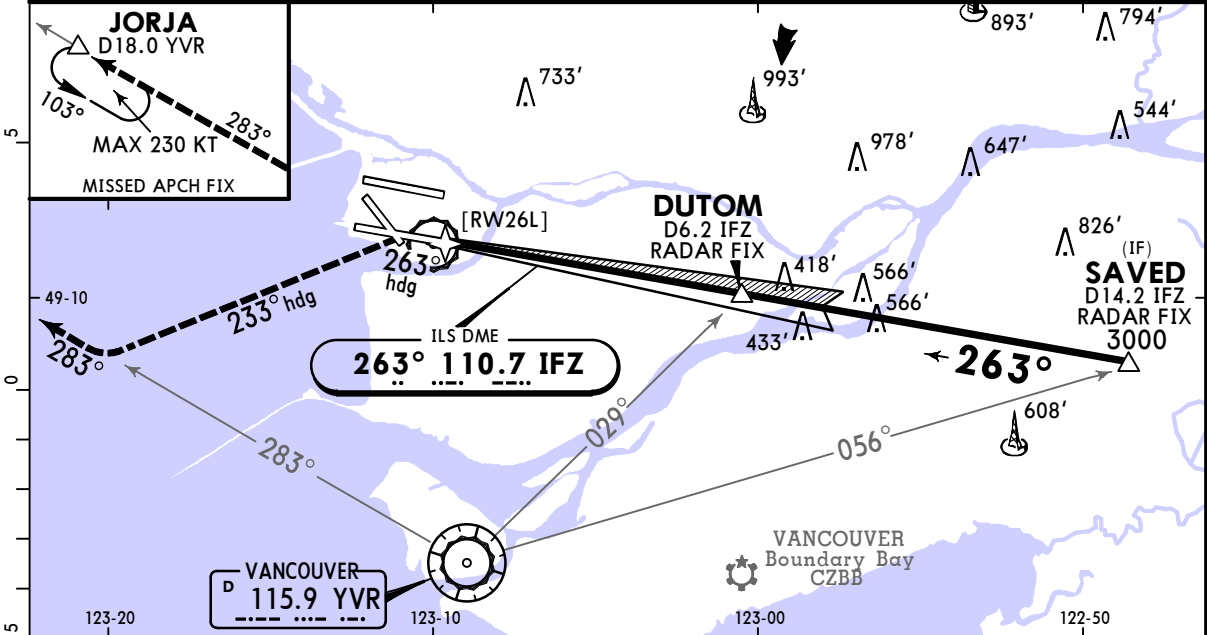 JORJA
D18.0 YVR
103°
283°
MAX 230 KT
MISSED APCH FIX
733'
993'
893'
794'
544'
978'
647'
826'
5
[RW26L]
DUTOM
D6.2 IFZ
RADAR FIX
418'
566'
566'
433'
(IF)
SAVED
D14.2 IFZ
RADAR FIX
3000
263°
hdg
49-10
233° hdg
283°
ILS DME
263° 110.7 IFZ
263°
0
608'
283°
029°
056°
VANCOUVER
Boundary Bay
CZBB
VANCOUVER
D 115.9 YVR
5
123-20
123-10
123-00
122-50